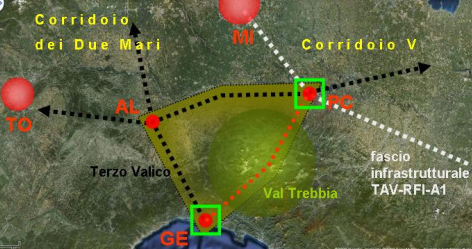 Corridoio
dei Due Mari
MI
Corridoio V
TO
AL
PC
Terzo Valico
fascio
infrastrutturale
TAV-RFI-A1
Val Trebbia
GE